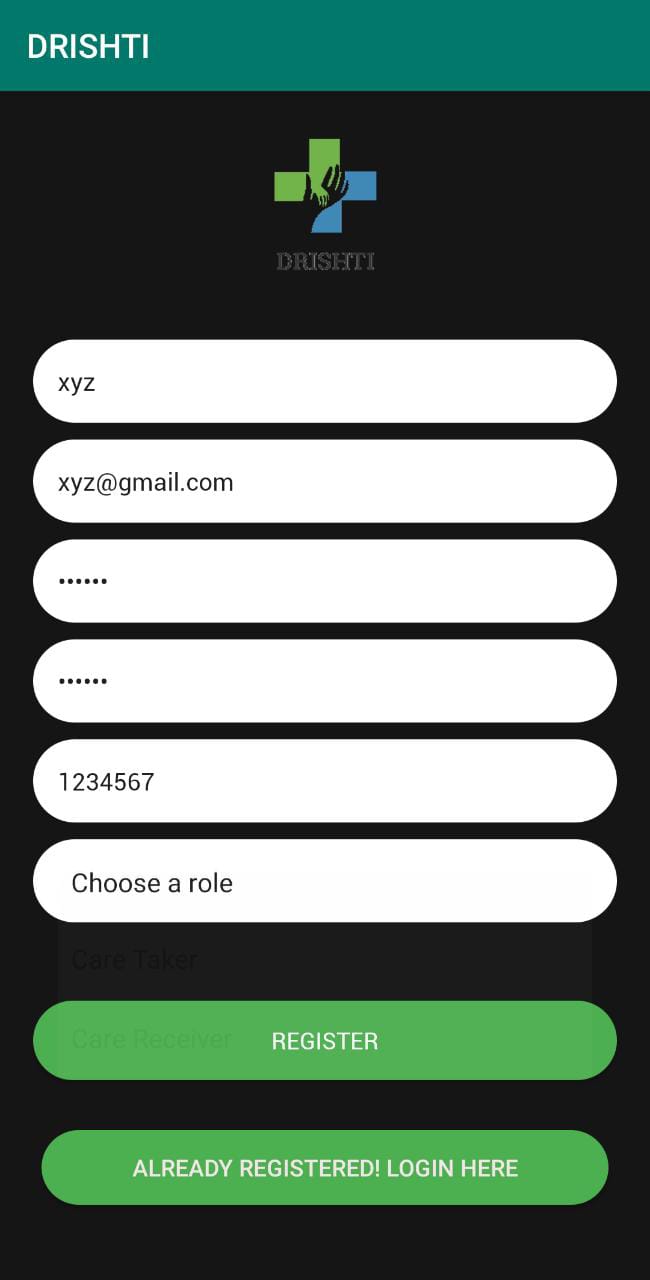 DRISHTI
DRISHTI
xyz
xyz@gmail.com
••••••
••••••
1234567
Choose a role
Care Taker
Care Receiver
REGISTER
ALREADY REGISTERED! LOGIN HERE